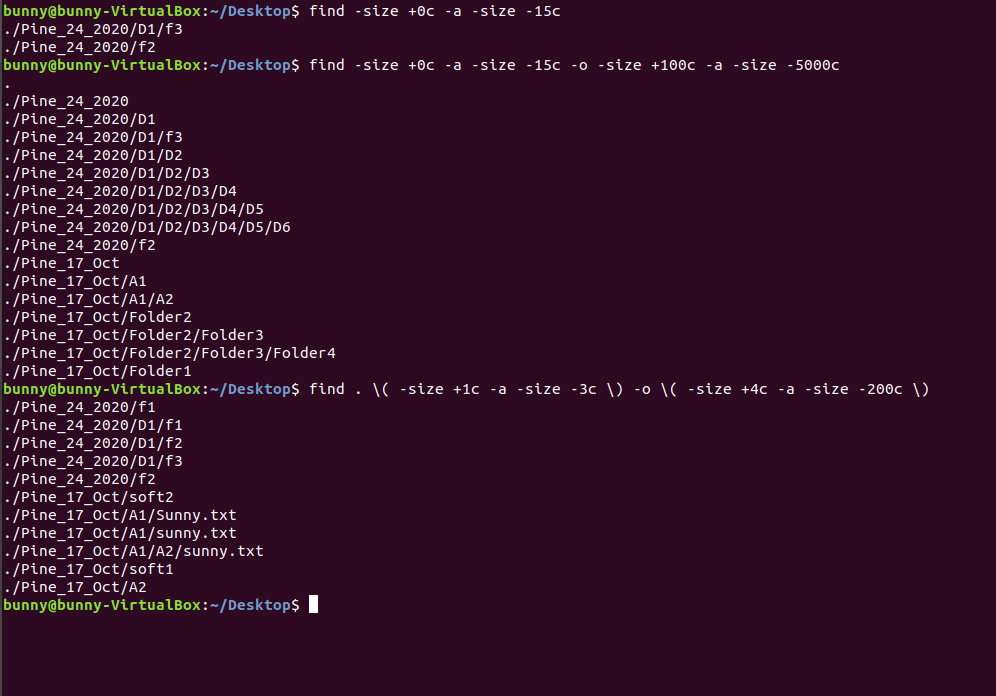 bunny@bunny-VirtualBox:~/Desktop$ find -size +0c -a -size -15c
./Pine_24_2020/D1/f3
./Pine_24_2020/f2
bunny@bunny-VirtualBox:~/Desktop$ find -size +0c -a -size -15c -o -size +100c -a -size -5000c
.
./Pine_24_2020
./Pine_24_2020/D1
./Pine_24_2020/D1/f3
./Pine_24_2020/D1/D2
./Pine_24_2020/D1/D2/D3
./Pine_24_2020/D1/D2/D3/D4
./Pine_24_2020/D1/D2/D3/D4/D5
./Pine_24_2020/D1/D2/D3/D4/D5/D6
./Pine_24_2020/f2
./Pine_17_Oct
./Pine_17_Oct/A1
./Pine_17_Oct/A1/A2
./Pine_17_Oct/Folder2
./Pine_17_Oct/Folder2/Folder3
./Pine_17_Oct/Folder2/Folder3/Folder4
./Pine_17_Oct/Folder1
bunny@bunny-VirtualBox:~/Desktop$ find . \( -size +1c -a -size -3c \) -o \( -size +4c -a -size -200c \)
./Pine_24_2020/f1
./Pine_24_2020/D1/f1
./Pine_24_2020/D1/f2
./Pine_24_2020/D1/f3
./Pine_24_2020/f2
./Pine_17_Oct/soft2
./Pine_17_Oct/A1/Sunny.txt
./Pine_17_Oct/A1/sunny.txt
./Pine_17_Oct/A1/A2/sunny.txt
./Pine_17_Oct/soft1
./Pine_17_Oct/A2
bunny@bunny-VirtualBox:~/Desktop$